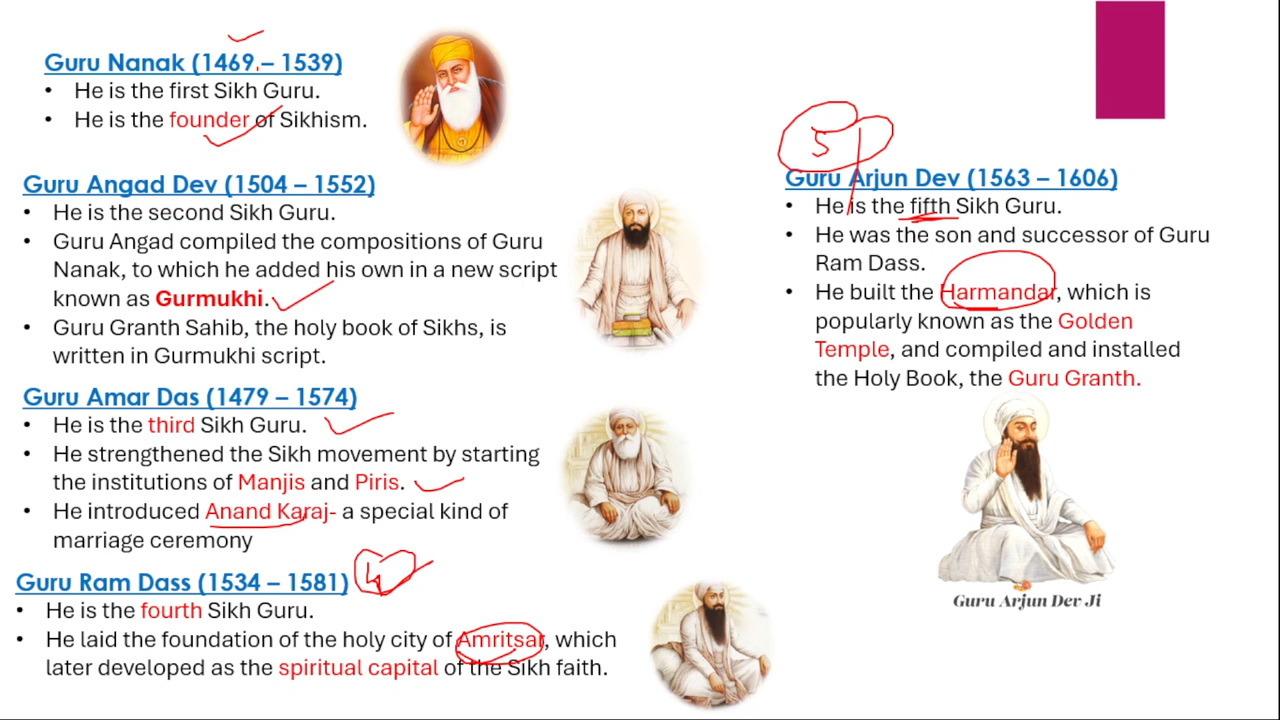 Guru Nanak (1469 – 1539)
• He is the first Sikh Guru.
• He is the founder of Sikhism.
Guru Angad Dev (1504 – 1552)
• He is the second Sikh Guru.
• Guru Angad compiled the compositions of Guru
Nanak, to which he added his own in a new script
known as Gurmukhi.
• Guru Granth Sahib, the holy book of Sikhs, is
written in Gurmukhi script.
Guru Amar Das (1479 – 1574)
• He is the third Sikh Guru.
• He strengthened the Sikh movement by starting
the institutions of Manjis and Piris.
• He introduced Anand Karaj- a special kind of
marriage ceremony
Guru Ram Dass (1534 – 1581)
4
• He is the fourth Sikh Guru.
• He laid the foundation of the holy city of Amritsar, which
later developed as the spiritual capital of the Sikh faith.
5
Guru Arjun Dev (1563 – 1606)
• He is the fifth Sikh Guru.
• He was the son and successor of Guru
Ram Dass.
• He built the Harmandar, which is
popularly known as the Golden
Temple, and compiled and installed
the Holy Book, the Guru Granth.
Guru Arjun Dev Ji